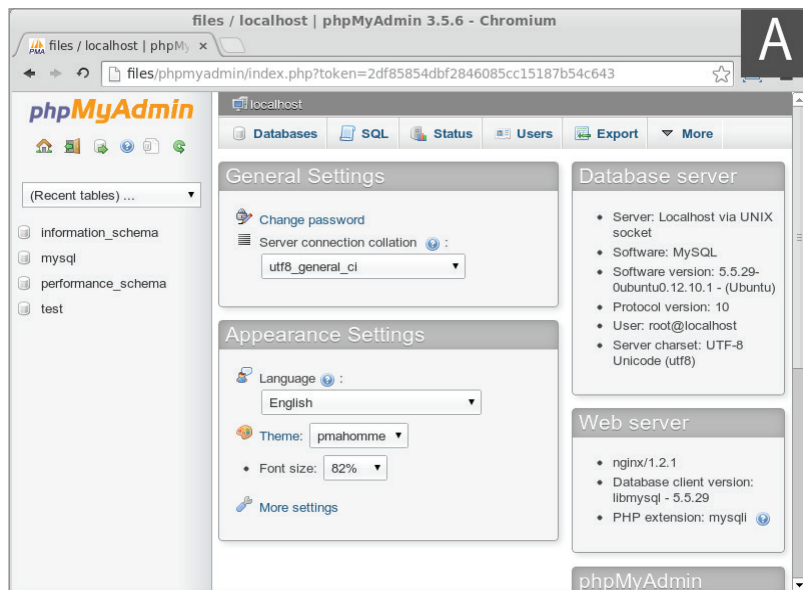 files / localhost | phpMyAdmin 3.5.6 - Chromium
A
files / localhost | phpMy
files/phpmyadmin/index.php?token=2df85854dbf2846085cc15187b54c643
phpMyAdmin
(Recent tables) ...
information_schema
mysql
performance_schema
test
localhost
Databases SQL Status Users Export More
General Settings
Change password
Server connection collation :
utf8_general_ci
Appearance Settings
Language :
English
Theme: pmahomme
• Font size: 82%
More settings
Database server
• Server: Localhost via UNIX
socket
• Software: MySQL
• Software version: 5.5.29-
0ubuntu0.12.10.1 - (Ubuntu)
• Protocol version: 10
• User: root@localhost
• Server charset: UTF-8
Unicode (utf8)
Web server
• nginx/1.2.1
• Database client version:
libmysql - 5.5.29
• PHP extension: mysqli
phpMyAdmin